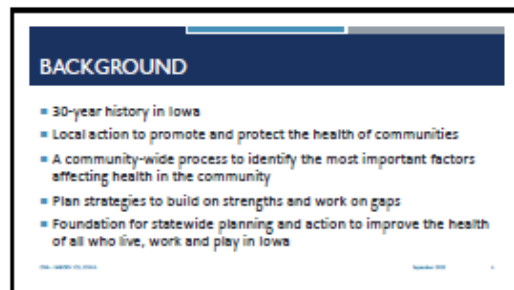 BACKGROUND
30-year history in Iowa
Local action to promote and protect the health of communities
A community-wide process to identify the most important factors
affecting health in the community
Plan strategies to build on strengths and work on gaps
Foundation for statewide planning and action to improve the health
of all who live, work and play in Iowa